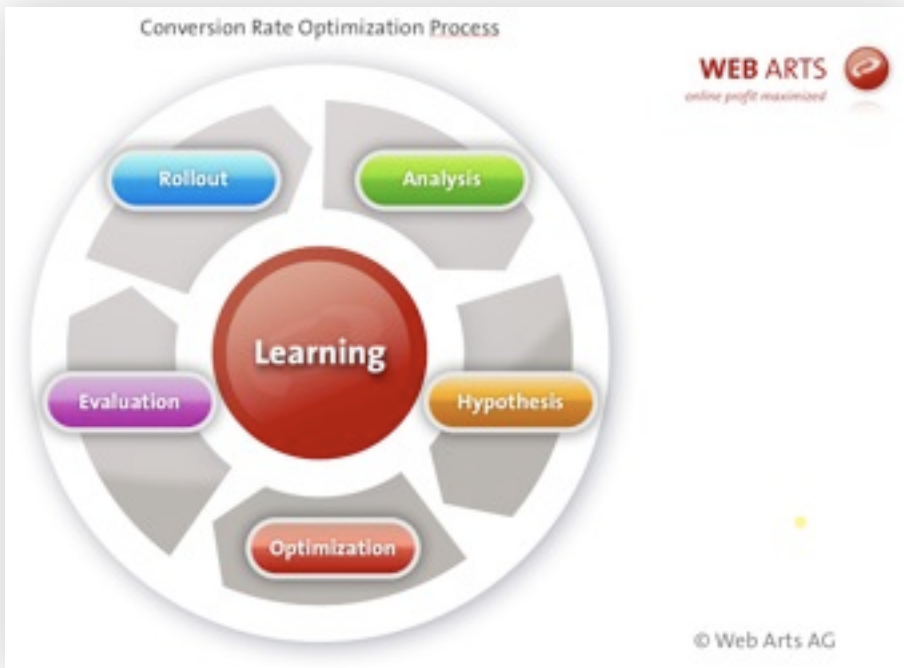 Conversion Rate Optimization Process
WEB ARTS
online profit maximized
Rollout
Analysis
Learning
Evaluation
Hypothesis
Optimization
© Web Arts AG